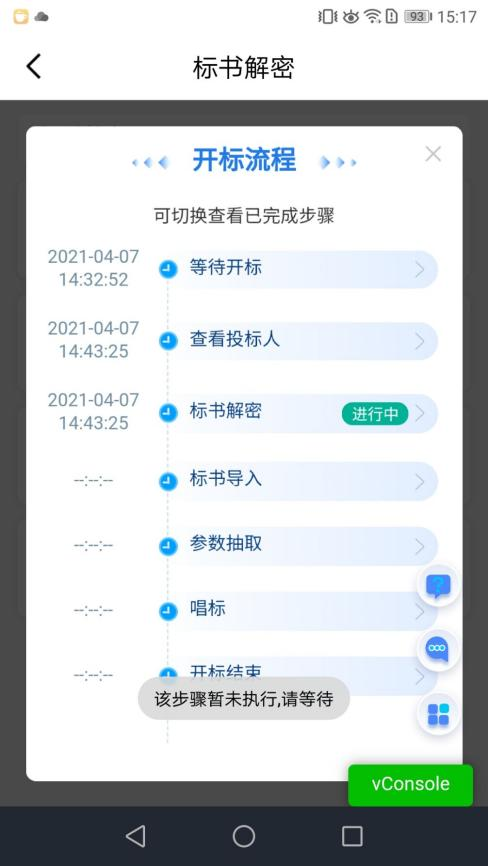 93 15:17
标书解密
开标流程
可切换查看已完成步骤
2021-04-07
14:32:52
等待开标
2021-04-07
14:43:25
查看投标人
2021-04-07
14:43:25
标书解密
进行中
--:--:--
标书导入
--:--:--
参数抽取
--:--:--
唱标
--:--:--
开标结束
该步骤暂未执行,请等待
vConsole